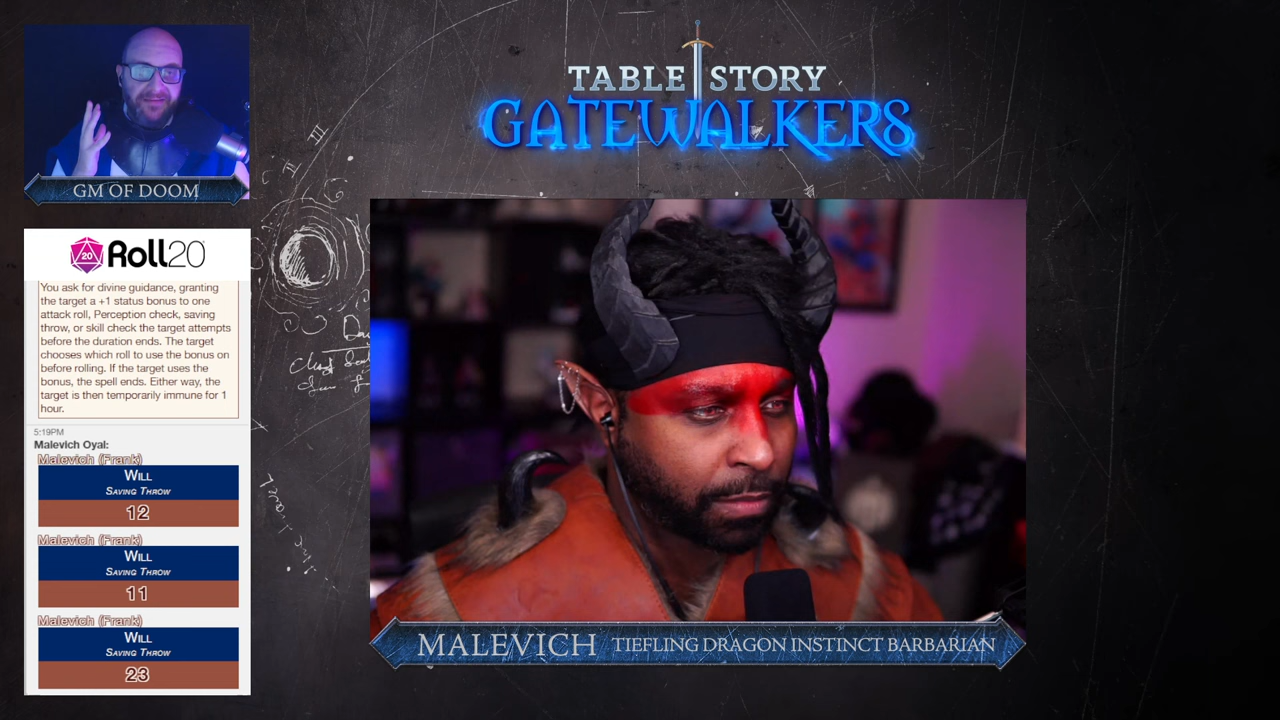 TABLE STORY
GATEWALKERS
GM OF DOOM
Roll20
20
You ask for divine guidance, granting
the target a +1 status bonus to one
attack roll, Perception check, saving
throw, or skill check the target attempts
before the duration ends. The target
chooses which roll to use the bonus on
before rolling. If the target uses the
bonus, the spell ends. Either way, the
target is then temporarily immune for 1
hour.
5:19PM
Malevich Oyal:
Malevich (Frank)
WILL
SAVING THROW
12
Malevich (Frank)
WILL
SAVING THROW
11
Malevich (Frank)
WILL
SAVING THROW
23
MALEVICH TIEFLING DRAGON INSTINCT BARBARIAN
II
III